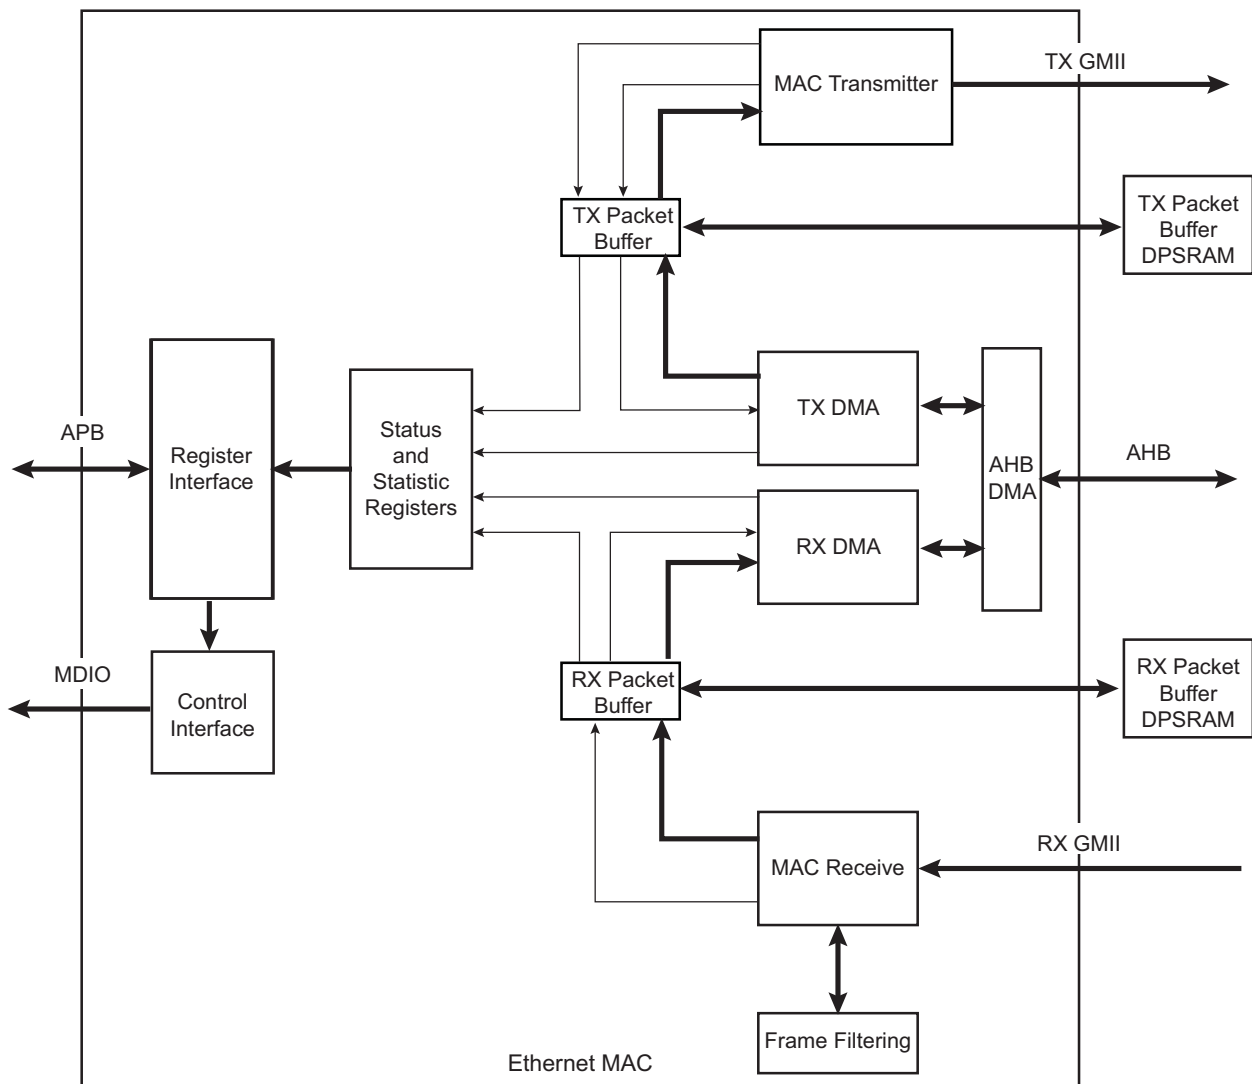 TX GMII
MAC Transmitter
TX Packet
Buffer
TX Packet
Buffer
DPSRAM
TX DMA
APB
Register
Interface
Status
and
Statistic
Registers
AHB
DMA
AHB
RX DMA
MDIO
Control
Interface
RX Packet
Buffer
RX Packet
Buffer
DPSRAM
RX GMII
MAC Receive
Frame Filtering
Ethernet MAC